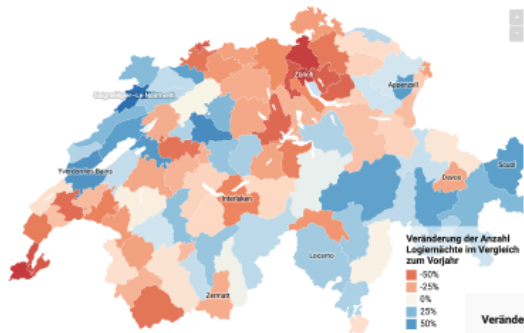 +
-
Zürich
Appenzell
Yverdon-les-Bains
Scuol
Davos
Interlaken
Locarno
Zermatt
Veränderung der Anzahl
Logiernächte im Vergleich
zum Vorjahr
-50%
-25%
0%
25%
50%
Verände